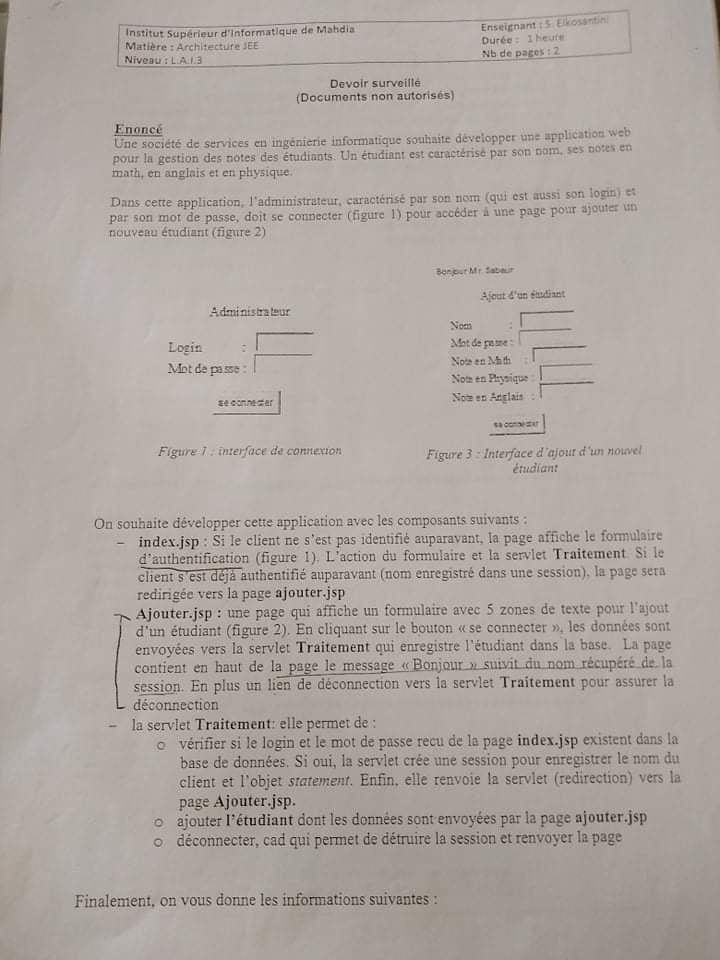 Institut Supérieur d'Informatique de Mahdia
Matière : Architecture JEE
Niveau : L.A.I.3
Enseignant : S. Elkosantini
Durée : 1 heure
Nb de pages : 2
Devoir surveillé
(Documents non autorisés)
Enoncé
Une société de services en ingénierie informatique souhaite développer une application web
pour la gestion des notes des étudiants. Un étudiant est caractérisé par son nom, ses notes en
math, en anglais et en physique.
Dans cette application, l'administrateur, caractérisé par son nom (qui est aussi son login) et
par son mot de passe, doit se connecter (figure 1) pour accéder à une page pour ajouter un
nouveau étudiant (figure 2)
Administrateur
Login :
Mot de passe :
se connecter
Figure 1 : interface de connexion
Bonjour Mr. Sabeur
Ajout d'un étudiant
Nom :
Mot de passe :
Note en Math :
Note en Physique :
Note en Anglais :
se connecter
Figure 3 : Interface d'ajout d'un nouvel
étudiant
On souhaite développer cette application avec les composants suivants :
– index.jsp : Si le client ne s'est pas identifié auparavant, la page affiche le formulaire
d'authentification (figure 1). L'action du formulaire et la servlet Traitement. Si le
client s'est déjà authentifié auparavant (nom enregistré dans une session), la page sera
redirigée vers la page ajouter.jsp
– Ajouter.jsp : une page qui affiche un formulaire avec 5 zones de texte pour l'ajout
d'un étudiant (figure 2). En cliquant sur le bouton « se connecter », les données sont
envoyées vers la servlet Traitement qui enregistre l'étudiant dans la base. La page
contient en haut de la page le message « Bonjour » suivit du nom récupéré de la
session. En plus un lien de déconnection vers la servlet Traitement pour assurer la
déconnection
– la servlet Traitement: elle permet de :
o vérifier si le login et le mot de passe recu de la page index.jsp existent dans la
base de données. Si oui, la servlet crée une session pour enregistrer le nom du
client et l'objet statement. Enfin, elle renvoie la servlet (redirection) vers la
page Ajouter.jsp.
o ajouter l'étudiant dont les données sont envoyées par la page ajouter.jsp
o déconnecter, cad qui permet de détruire la session et renvoyer la page
Finalement, on vous donne les informations suivantes :